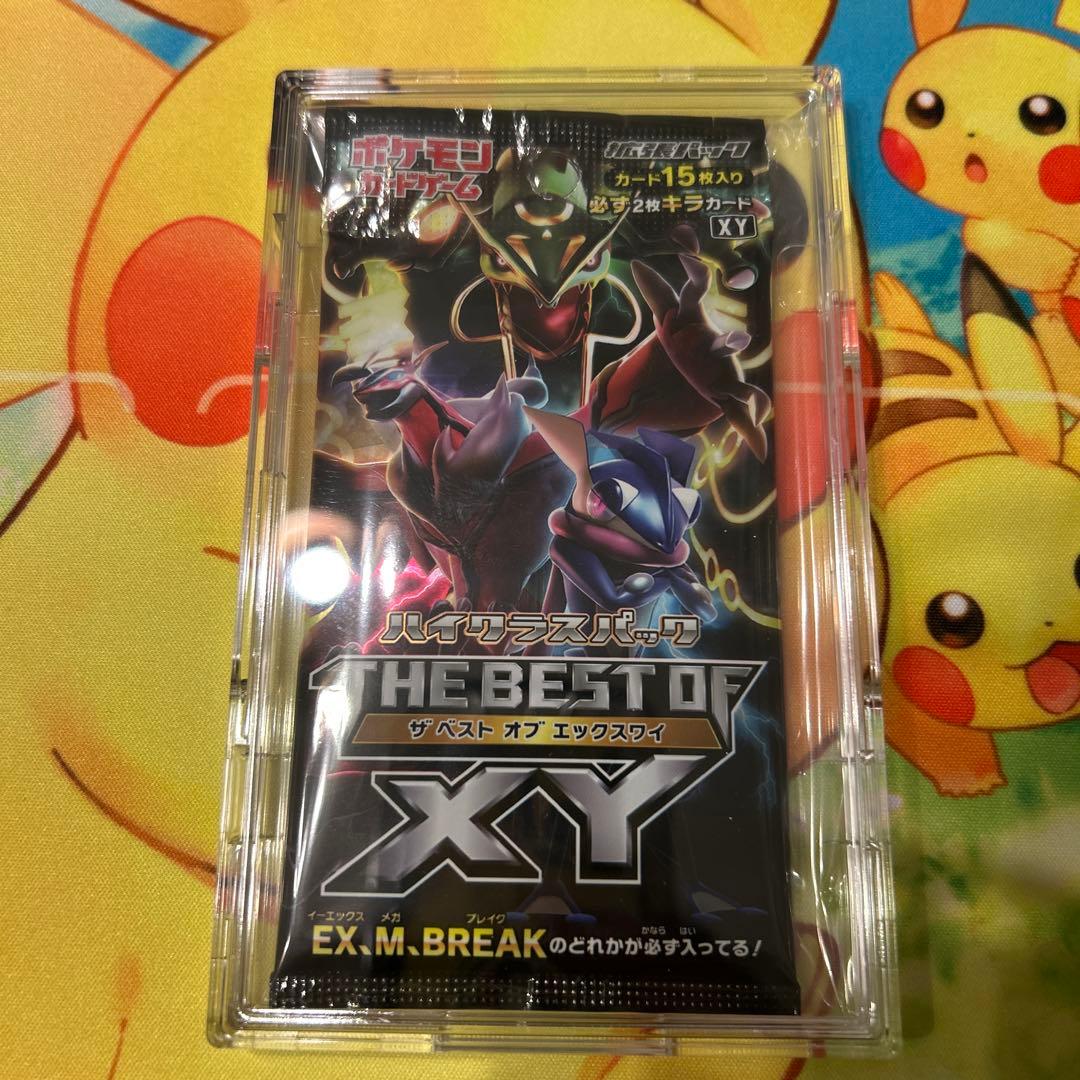 ポケモン
カードゲーム
拡張パック
カード15枚入り
必ず2枚キラカード
XY
ハイクラスパック
THE BEST OF
ザ ベスト オブ エックスワイ
XY
イーエックス メガ ブレイク かなら はい
EX、M、BREAKのどれかが必ず入ってる!